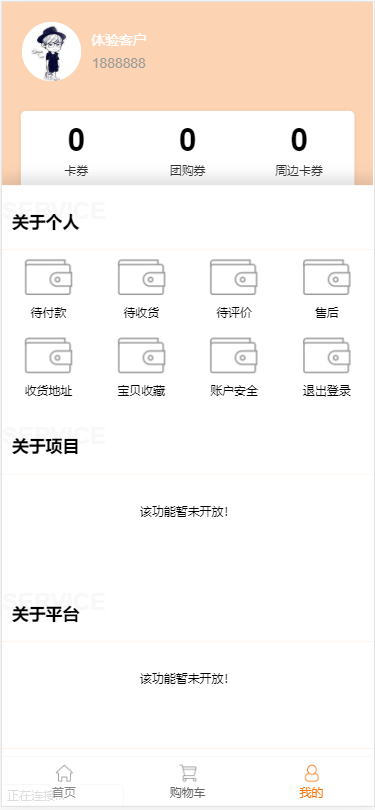 体验客户
1888888
0 0 0
卡券 团购券 周边卡券
SERVICE
关于个人
待付款 待收货 待评价 售后
收货地址 宝贝收藏 账户安全 退出登录
SERVICE
关于项目
该功能暂未开放!
SERVICE
关于平台
该功能暂未开放!
首页 购物车 我的
正在连接...